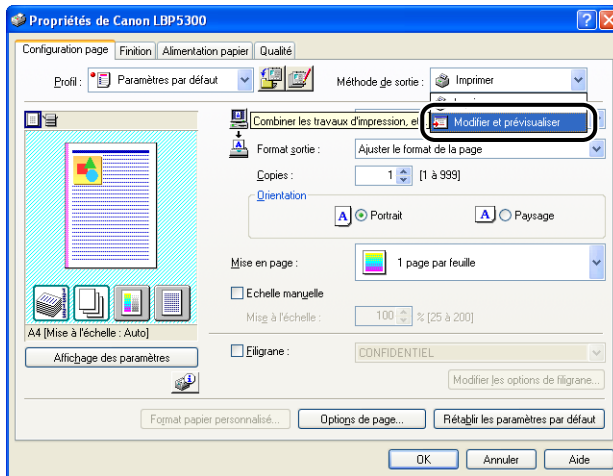 Propriétés de Canon LBP5300
Configuration page Finition Alimentation papier Qualité
Profil : Paramètres par défaut Méthode de sortie : Imprimer
Combiner les travaux d'impression, et Modifier et prévisualiser
Format sortie : Ajuster le format de la page
Copies : 1 [1 à 999]
Orientation
A Portrait A Paysage
Mise en page : 1 page par feuille
Echelle manuelle
Mise à l'échelle : 100 % [25 à 200]
A4 [Mise à l'échelle : Auto]
Affichage des paramètres
Filigrane : CONFIDENTIEL
Modifier les options de filigrane...
Format papier personnalisé... Options de page... Rétablir les paramètres par défaut
OK Annuler Aide